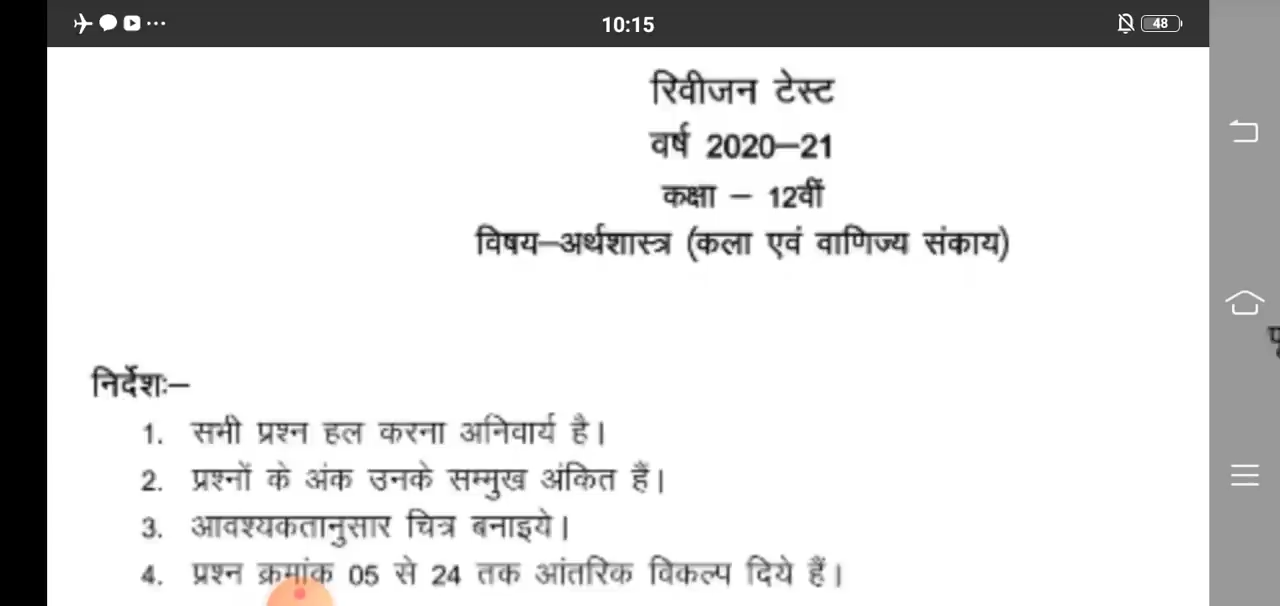 10:15
48
रिवीजन टेस्ट
वर्ष 2020–21
कक्षा – 12वीं
विषय–अर्थशास्त्र (कला एवं वाणिज्य संकाय)
निर्देशः–
1. सभी प्रश्न हल करना अनिवार्य है।
2. प्रश्नों के अंक उनके सम्मुख अंकित हैं।
3. आवश्यकतानुसार चित्र बनाइये।
4. प्रश्न क्रमांक 05 से 24 तक आंतरिक विकल्प दिये हैं।